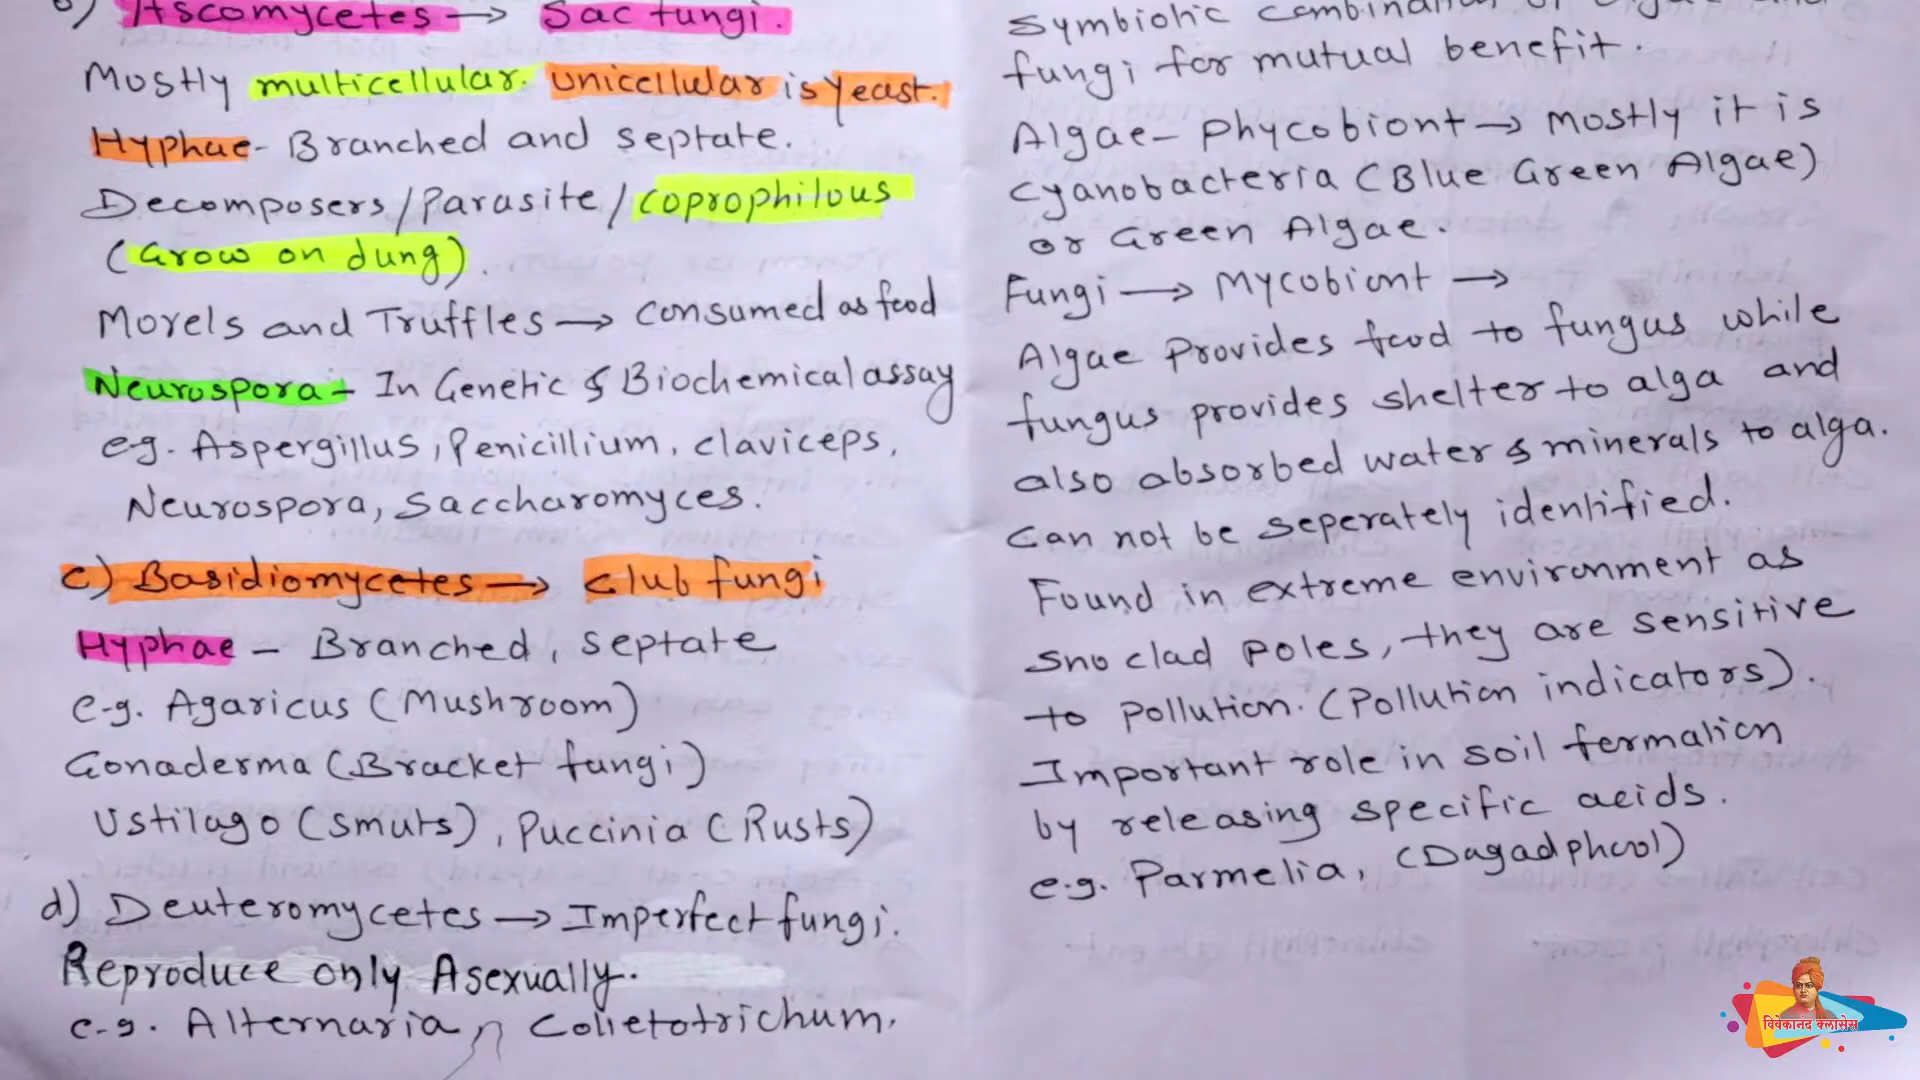 b) Ascomycetes → Sac fungi.
Mostly multicellular. unicellular is yeast.
Hyphae- Branched and septate.
Decomposers/Parasite/coprophilous
(Grow on dung).
Morels and Truffles → consumed as food
Neurospora:- In Genetic & Biochemical assay
e.g. Aspergillus, Penicillium, claviceps,
Neurospora, Saccharomyces.
c) Basidiomycetes → club fungi
Hyphae - Branched, septate
e.g. Agaricus (Mushroom)
Gonaderma (Bracket fungi)
Ustilago (smuts), Puccinia (Rusts)
d) Deuteromycetes → Imperfect fungi.
Reproduce only Asexually.
e.g. Alternaria, Colletotrichum.
Symbiotic combination of
fungi for mutual benefit.
Algae- Phycobiont → mostly it is
cyanobacteria (Blue Green Algae)
or Green Algae.
Fungi → Mycobiont →
Algae Provides food to fungus while
fungus provides shelter to alga and
also absorbed water & minerals to alga.
can not be seperately identified.
Found in extreme environment as
sno clad poles, they are sensitive
to pollution. (Pollution indicators).
Important role in soil formation
by releasing specific acids.
e.g. Parmelia, (Dagadphool)
विवेकानंद क्लासेस